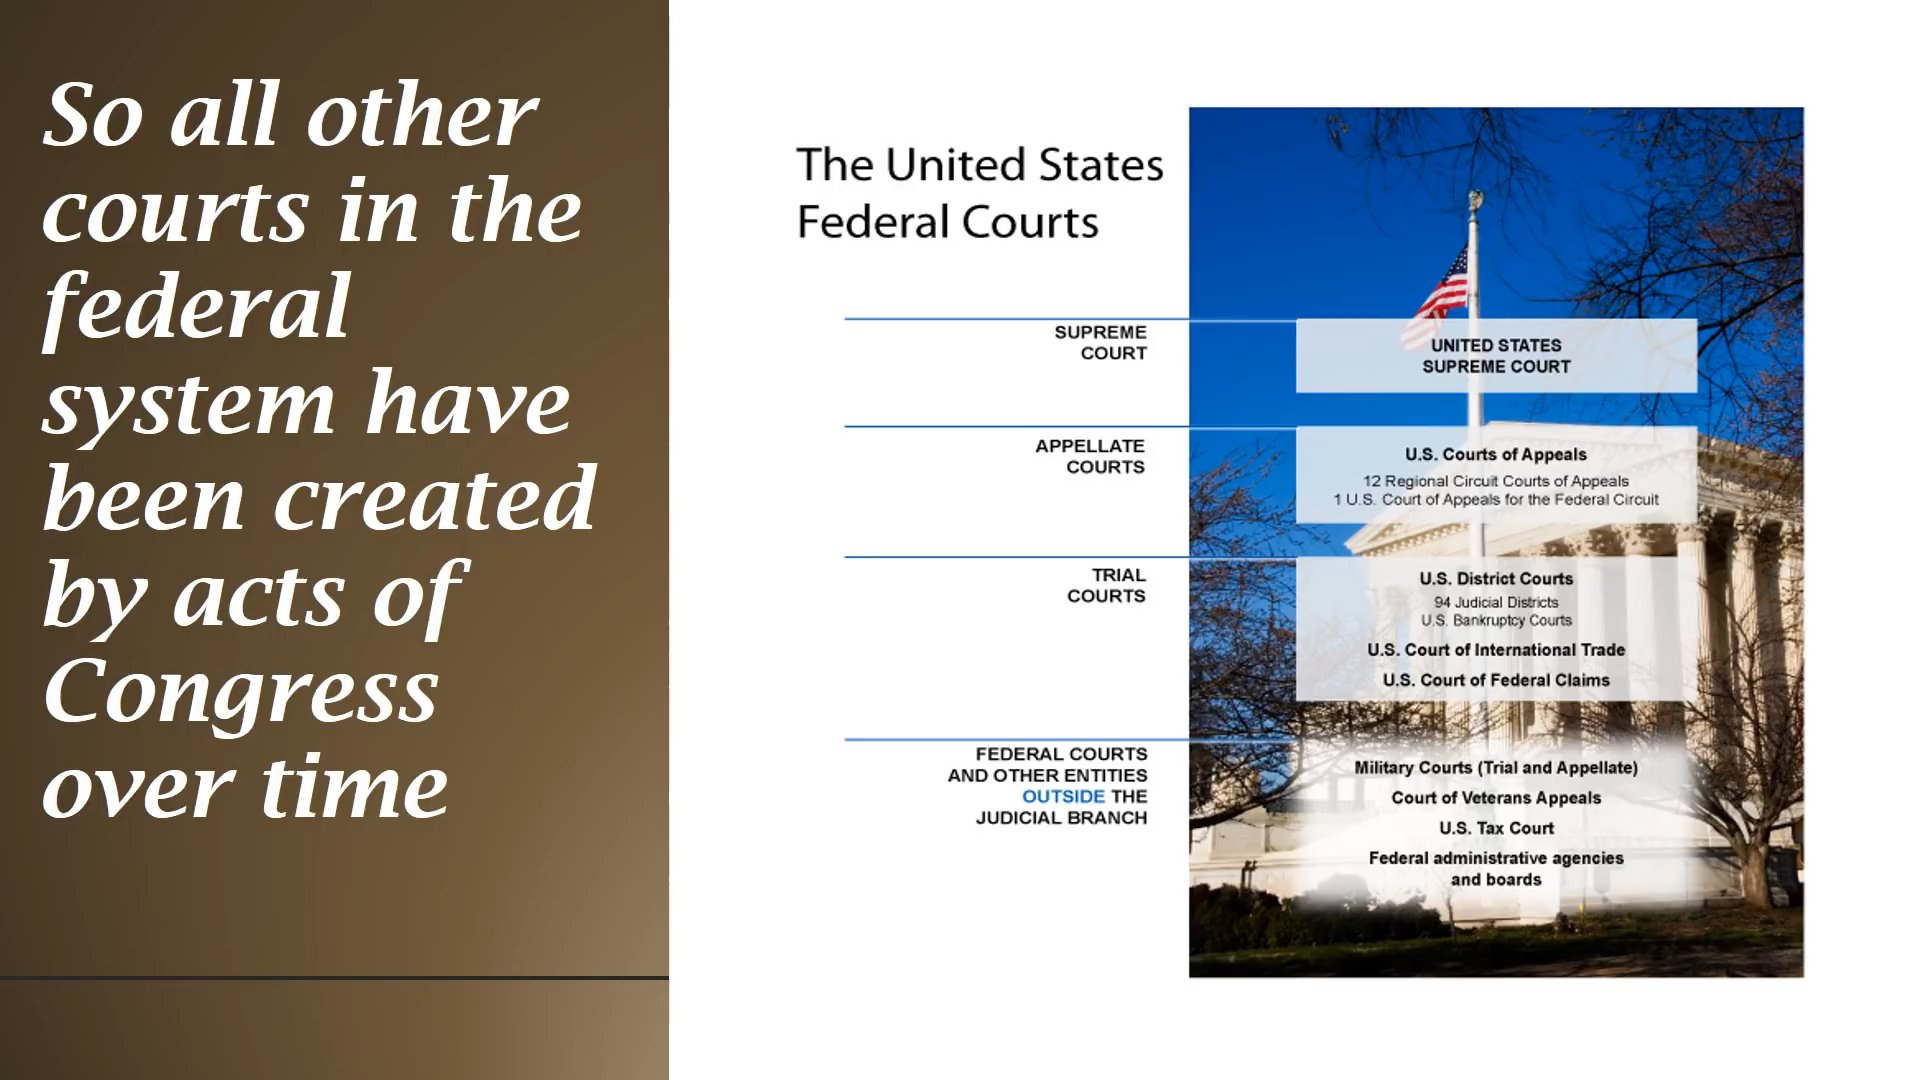 So all other
courts in the
federal
system have
been created
by acts of
Congress
over time
The United States
Federal Courts
SUPREME
COURT
UNITED STATES
SUPREME COURT
APPELLATE
COURTS
U.S. Courts of Appeals
12 Regional Circuit Courts of Appeals
1 U.S. Court of Appeals for the Federal Circuit
TRIAL
COURTS
U.S. District Courts
94 Judicial Districts
U.S. Bankruptcy Courts
U.S. Court of International Trade
U.S. Court of Federal Claims
FEDERAL COURTS
AND OTHER ENTITIES
OUTSIDE THE
JUDICIAL BRANCH
Military Courts (Trial and Appellate)
Court of Veterans Appeals
U.S. Tax Court
Federal administrative agencies
and boards